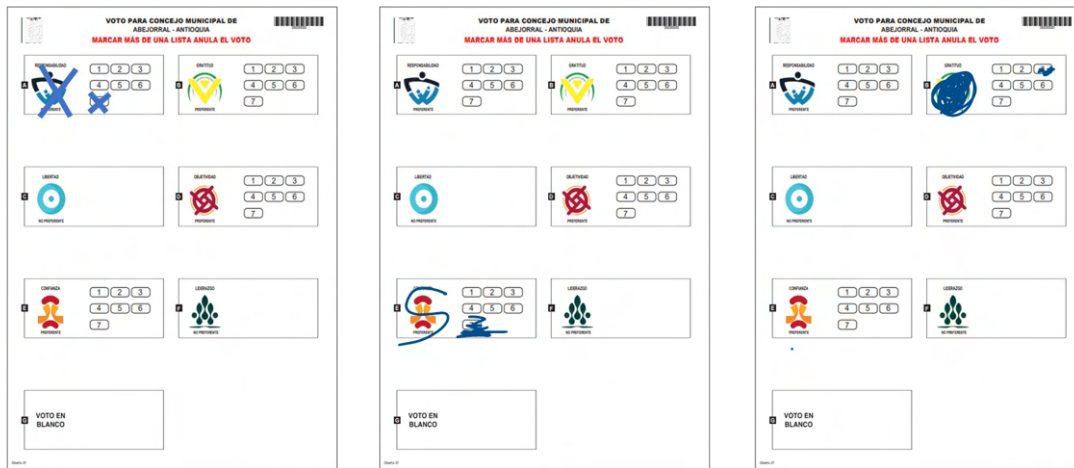 VOTO PARA CONCEJO MUNICIPAL DE
ABEJORRAL - ANTIOQUIA
MARCAR MÁS DE UNA LISTA ANULA EL VOTO
A
RESPONSABILIDAD
PREFERENTE
1 2 3
4 6
B
GRATITUD
PREFERENTE
1 2 3
4 5 6
7
C
LIBERTAD
NO PREFERENTE
D
OBJETIVIDAD
PREFERENTE
1 2 3
4 5 6
7
E
CONFIANZA
PREFERENTE
1 2 3
4 5 6
7
F
LIDERAZGO
NO PREFERENTE
G
VOTO EN
BLANCO
VOTO PARA CONCEJO MUNICIPAL DE
ABEJORRAL - ANTIOQUIA
MARCAR MÁS DE UNA LISTA ANULA EL VOTO
A
RESPONSABILIDAD
PREFERENTE
1 2 3
4 5 6
7
B
GRATITUD
PREFERENTE
1 2 3
4 5 6
7
C
LIBERTAD
NO PREFERENTE
D
OBJETIVIDAD
PREFERENTE
1 2 3
4 5 6
7
E
PREFERENTE
1 2 3
4 5 6
F
LIDERAZGO
NO PREFERENTE
G
VOTO EN
BLANCO
VOTO PARA CONCEJO MUNICIPAL DE
ABEJORRAL - ANTIOQUIA
MARCAR MÁS DE UNA LISTA ANULA EL VOTO
A
RESPONSABILIDAD
PREFERENTE
1 2 3
4 5 6
7
B
GRATITUD
PREFERENTE
1 2
4 5 6
7
C
LIBERTAD
NO PREFERENTE
D
OBJETIVIDAD
PREFERENTE
1 2 3
4 5 6
7
E
CONFIANZA
PREFERENTE
1 2 3
4 5 6
7
F
LIDERAZGO
NO PREFERENTE
G
VOTO EN
BLANCO